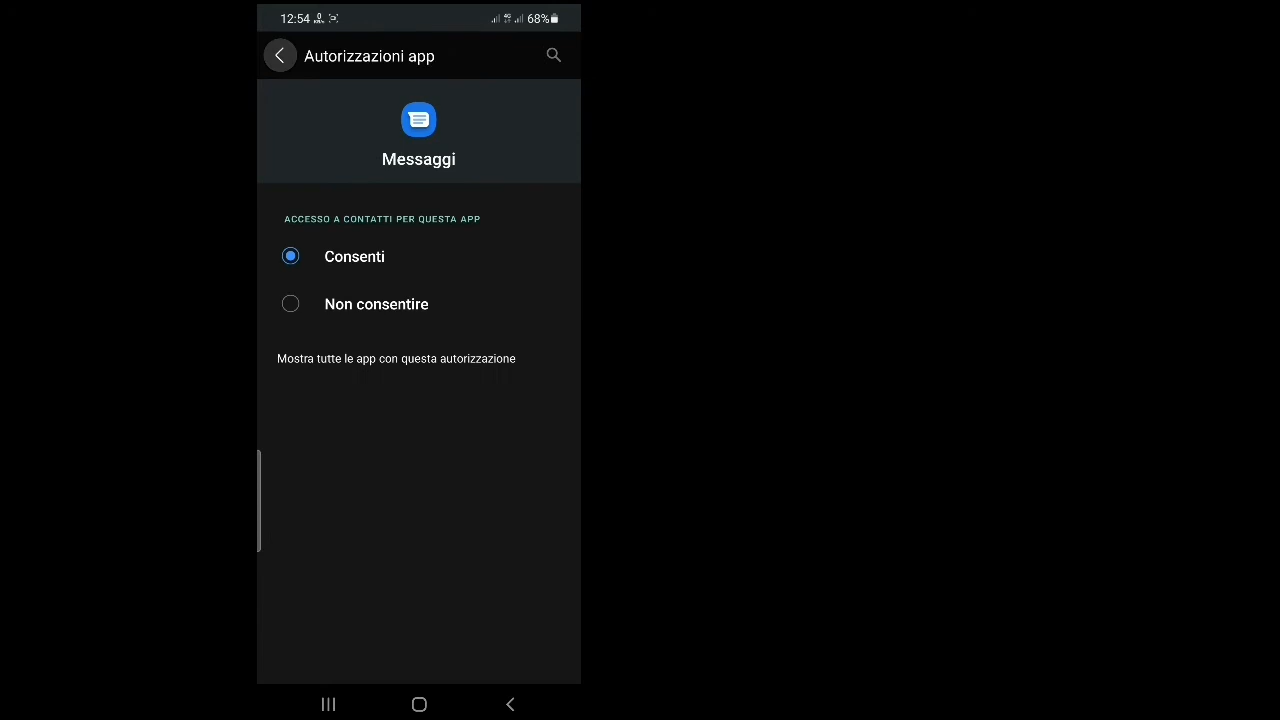 12:54 68%
Autorizzazioni app
Messaggi
ACCESSO A CONTATTI PER QUESTA APP
Consenti
Non consentire
Mostra tutte le app con questa autorizzazione